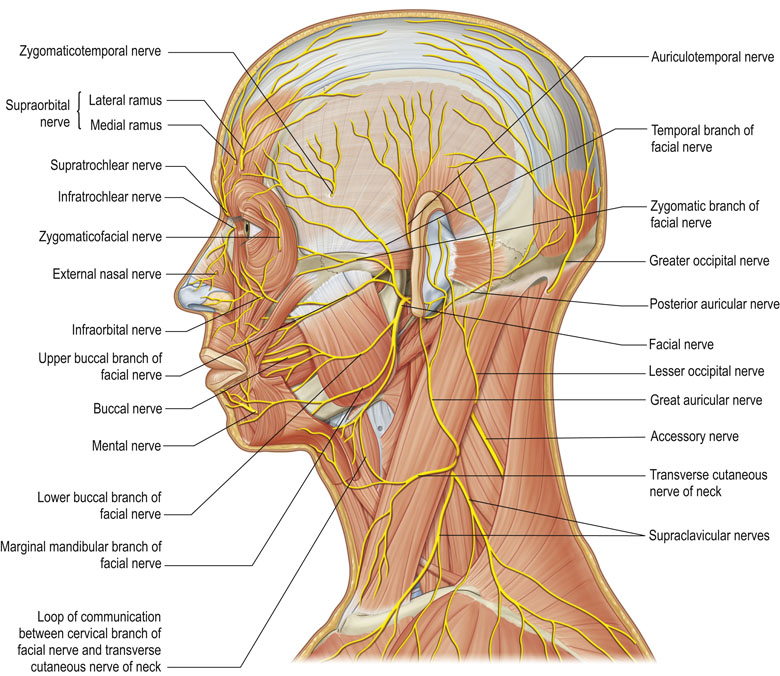 Zygomaticotemporal nerve
Supraorbital
nerve
Lateral ramus
Medial ramus
Supratrochlear nerve
Infratrochlear nerve
Zygomaticofacial nerve
External nasal nerve
Infraorbital nerve
Upper buccal branch of
facial nerve
Buccal nerve
Mental nerve
Lower buccal branch of
facial nerve
Marginal mandibular branch of
facial nerve
Loop of communication
between cervical branch of
facial nerve and transverse
cutaneous nerve of neck
Auriculotemporal nerve
Temporal branch of
facial nerve
Zygomatic branch of
facial nerve
Greater occipital nerve
Posterior auricular nerve
Facial nerve
Lesser occipital nerve
Great auricular nerve
Accessory nerve
Transverse cutaneous
nerve of neck
Supraclavicular nerves